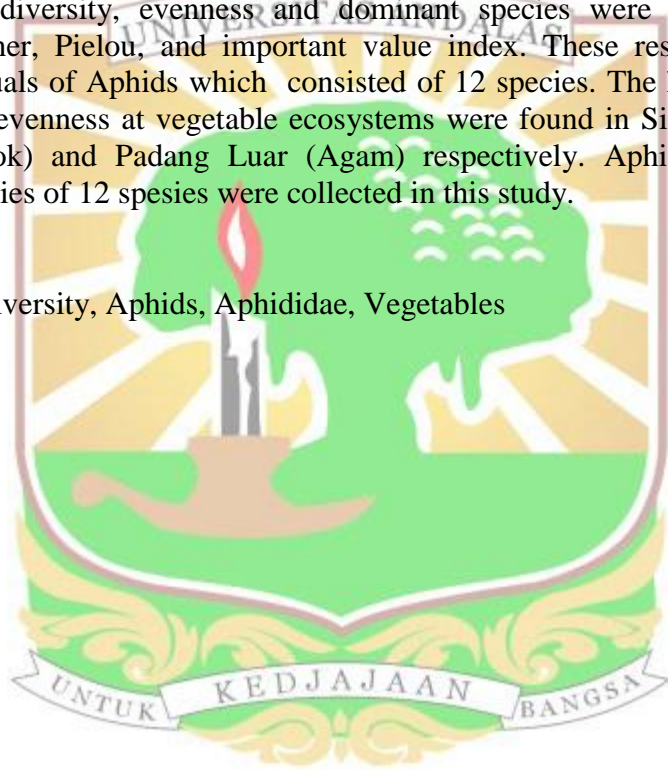 diversity, evenness and dominant species were
UNIVERSITAS ANDALAS
ner, Pielou, and important value index. These res
uals of Aphids which consisted of 12 species. The
evenness at vegetable ecosystems were found in Si
ok) and Padang Luar (Agam) respectively. Aphi
ies of 12 spesies were collected in this study.
iversity, Aphids, Aphididae, Vegetables
UNTUK KEDJAJAAN BANGSA